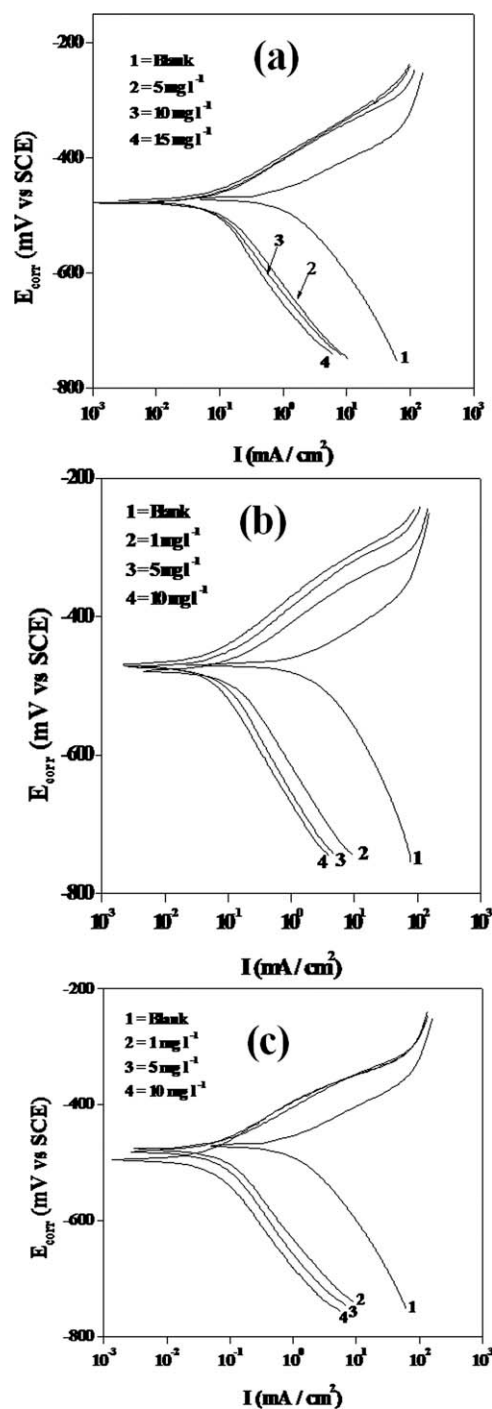 -200
(a)
1 = Blank
2 = 5 mg l-1
3 = 10 mg l-1
4 = 15 mg l-1
-400
Ecorr (mV vs SCE)
3
2
-600
4
1
-800
10-3 10-2 10-1 100 101 102 103
I (mA / cm2)
-200
(b)
1 = Blank
2 = 1 mg l-1
3 = 5 mg l-1
4 = 10 mg l-1
-400
Ecorr (mV vs SCE)
-600
4 3 2 1
-800
10-3 10-2 10-1 100 101 102 103
I (mA / cm2)
-200
(c)
1 = Blank
2 = 1 mg l-1
3 = 5 mg l-1
4 = 10 mg l-1
-400
Ecorr (mV vs SCE)
-600
2
4 3 1
-800
10-3 10-2 10-1 100 101 102 103
I (mA / cm2)